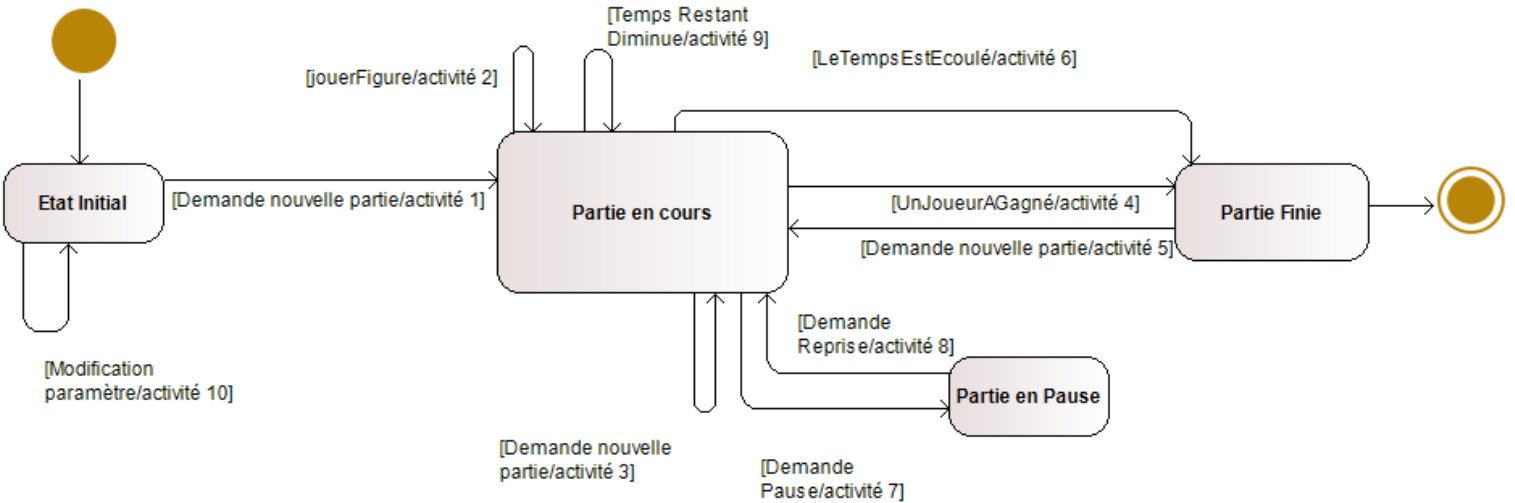 [Temps Restant
Diminue/activité 9]
[jouerFigure/activité 2]
[LeTempsEstEcoulé/activité 6]
Etat Initial
[Demande nouvelle partie/activité 1]
Partie en cours
[UnJoueurAGagné/activité 4]
Partie Finie
[Demande nouvelle partie/activité 5]
[Modification
paramètre/activité 10]
[Demande
Reprise/activité 8]
Partie en Pause
[Demande nouvelle
partie/activité 3]
[Demande
Pause/activité 7]